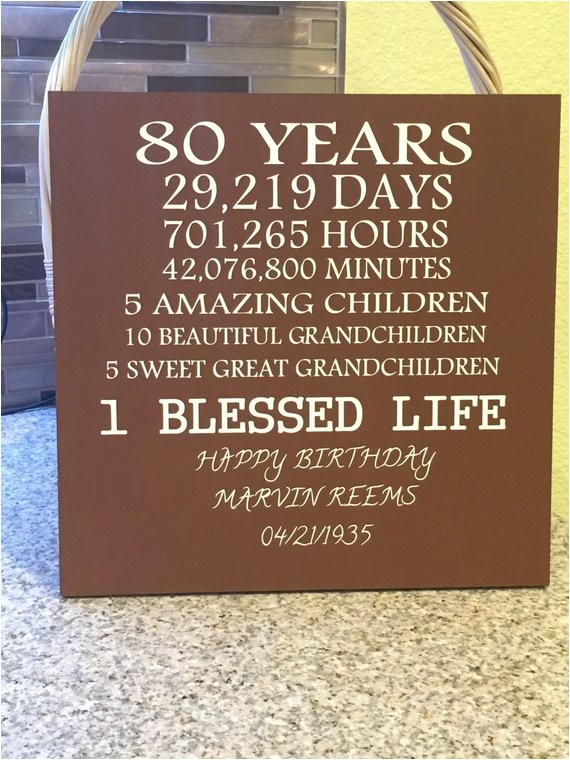 80 YEARS
29,219 DAYS
701,265 HOURS
42,076,800 MINUTES
5 AMAZING CHILDREN
10 BEAUTIFUL GRANDCHILDREN
5 SWEET GREAT GRANDCHILDREN
1 BLESSED LIFE
HAPPY BIRTHDAY
MARVIN REEMS
04/21/1935